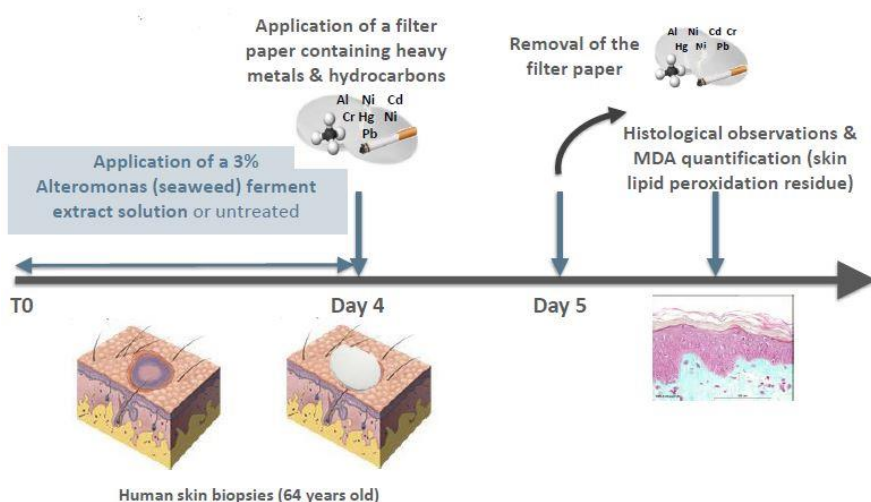 Application of a filter
paper containing heavy
metals & hydrocarbons
Al Ni Cd
Cr Hg Ni
Pb
Removal of the
filter paper
Al Ni Cd Cr
Hg Ni Pb
Histological observations &
MDA quantification (skin
lipid peroxidation residue)
Application of a 3%
Alteromonas (seaweed) ferment
extract solution or untreated
T0
Day 4
Day 5
Human skin biopsies (64 years old)